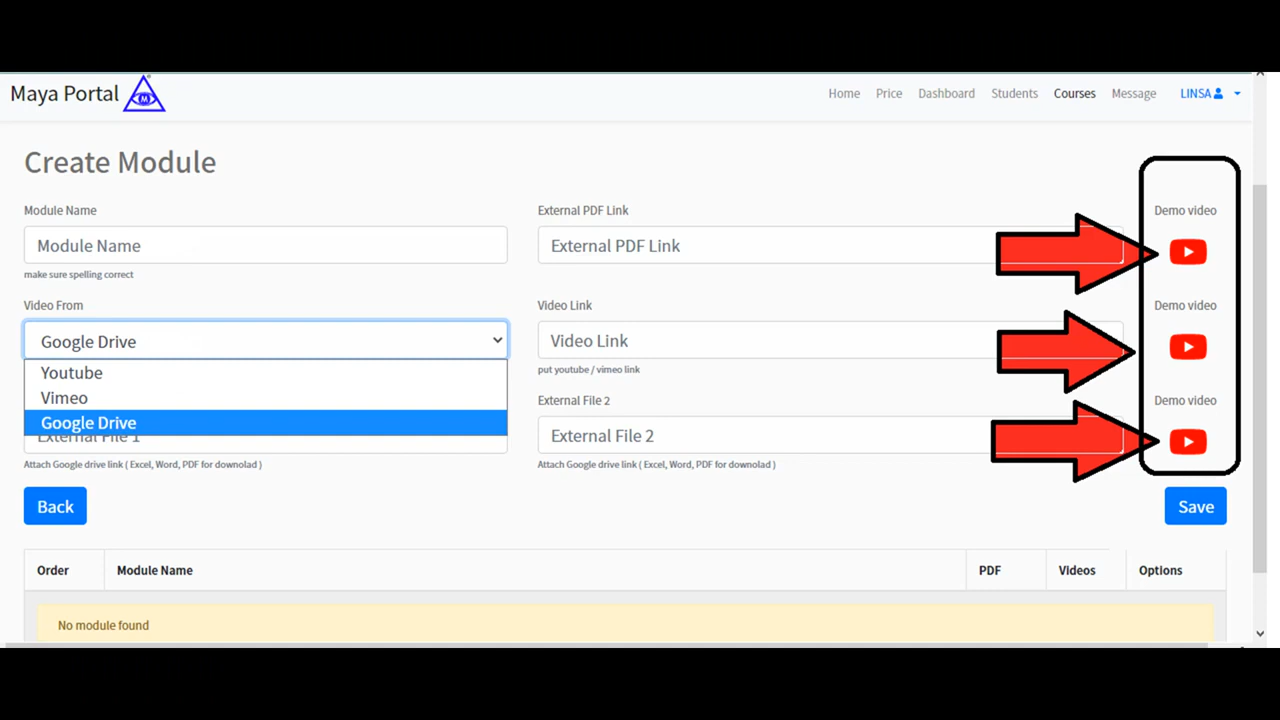 Maya Portal
M
Home Price Dashboard Students Courses Message LINSA
Create Module
Module Name
External PDF Link
Demo video
Module Name
External PDF Link
make sure spelling correct
Video From
Video Link
Demo video
Google Drive
Video Link
Youtube
put youtube / vimeo link
Vimeo
External File 2
Demo video
Google Drive
External File 1
External File 2
Attach Google drive link ( Excel, Word, PDF for downolad )
Attach Google drive link ( Excel, Word, PDF for downolad )
Back
Save
Order Module Name PDF Videos Options
No module found